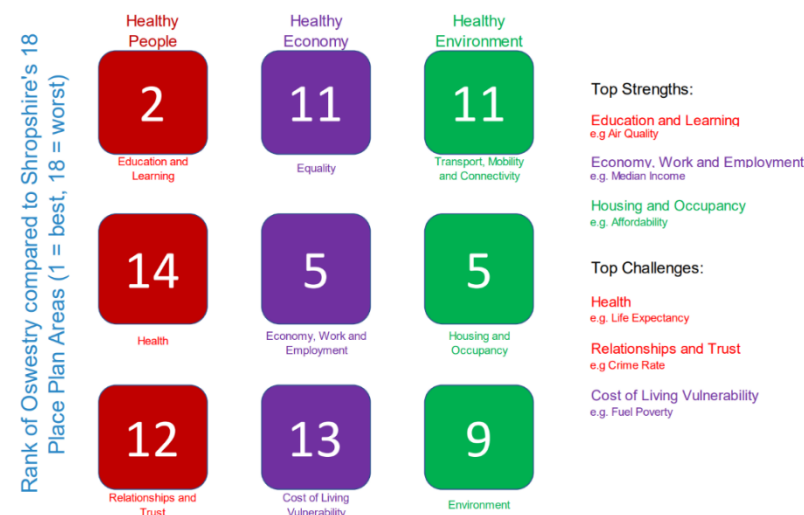 Rank of Oswestry compared to Shropshire's 18
Place Plan Areas (1 = best, 18 = worst)
Healthy
People
Healthy
Economy
Healthy
Environment
2
Education and
Learning
11
Equality
11
Transport, Mobility
and Connectivity
14
Health
5
Economy, Work and
Employment
5
Housing and
Occupancy
12
Relationships and
Trust
13
Cost of Living
Vulnerability
9
Environment
Top Strengths:
Education and Learning
e.g Air Quality
Economy, Work and Employment
e.g. Median Income
Housing and Occupancy
e.g. Affordability
Top Challenges:
Health
e.g. Life Expectancy
Relationships and Trust
e.g Crime Rate
Cost of Living Vulnerability
e.g. Fuel Poverty